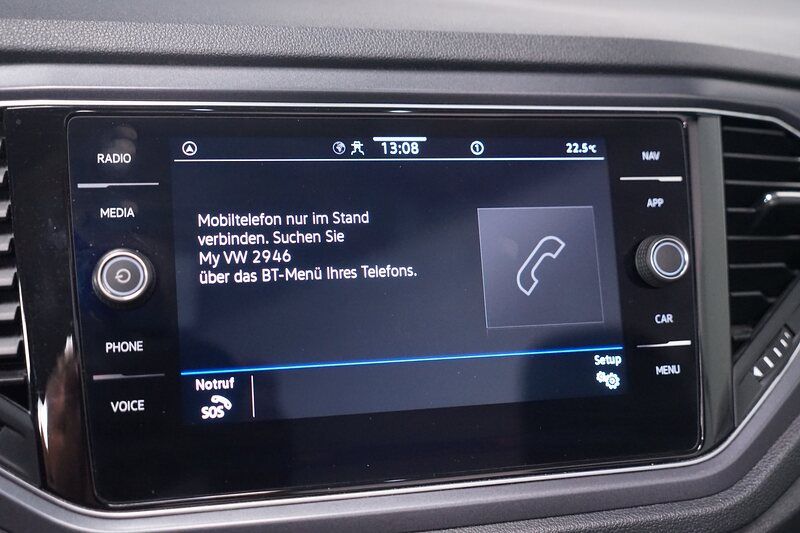 RADIO
MEDIA
PHONE
VOICE
13:08
1
22.5°C
Mobiltelefon nur im Stand
verbinden. Suchen Sie
My VW 2946
über das BT-Menü Ihres Telefons.
Notruf
SOS
Setup
NAV
APP
CAR
MENU